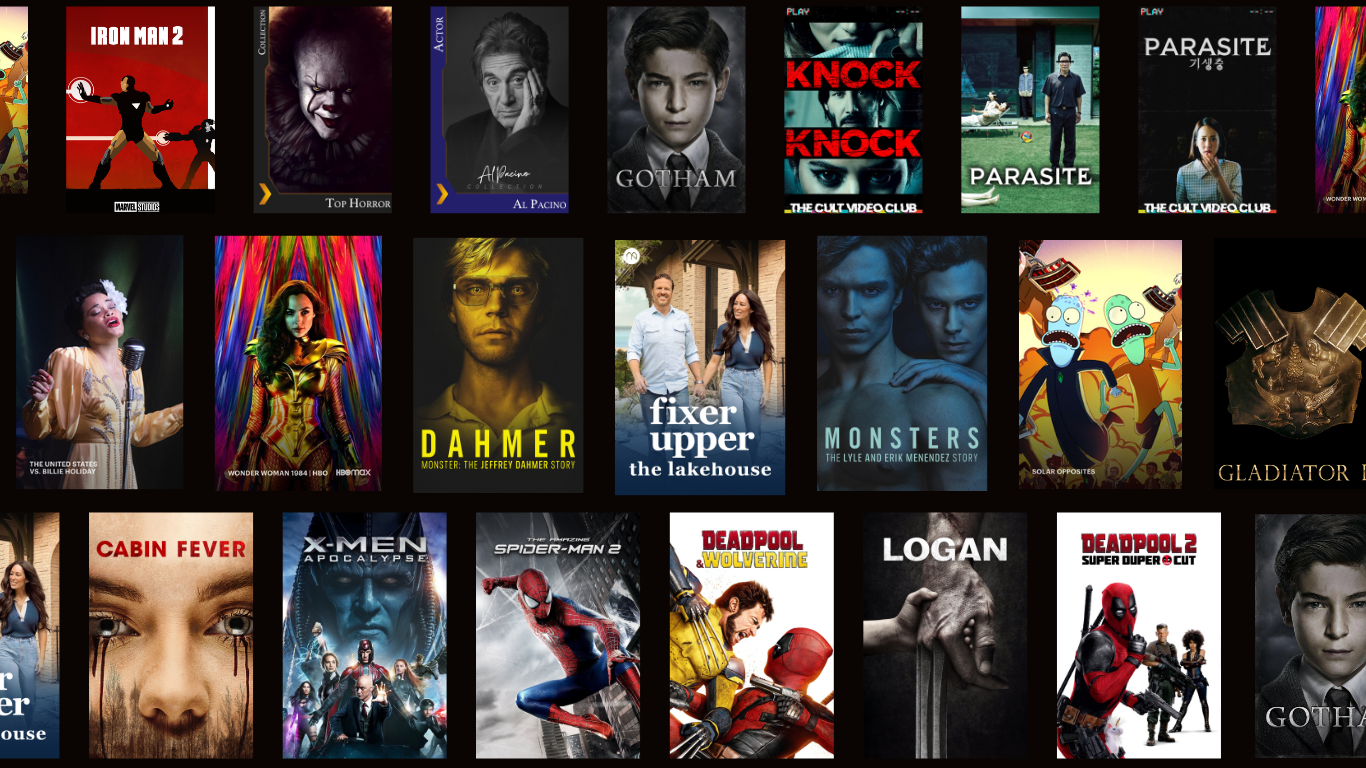 IRON MAN 2
MARVEL STUDIOS
COLLECTION
TOP HORROR
ACTOR
Al Pacino
COLLECTION
AL PACINO
GOTHAM
PLAY
KNOCK
KNOCK
THE CULT VIDEO CLUB
PARASITE
PLAY
PARASITE
기생충
THE CULT VIDEO CLUB
WONDER WOM
THE UNITED STATES
VS. BILLIE HOLIDAY
WONDER WOMAN 1984 | HBO
HBOmax
DAHMER
MONSTER: THE JEFFREY DAHMER STORY
fixer
upper
the lakehouse
MONSTERS
THE LYLE AND ERIK MENENDEZ STORY
SOLAR OPPOSITES
GLADIATOR I
r
er
ouse
CABIN FEVER
X-MEN
APOCALYPSE
THE AMAZING
SPIDER-MAN 2
DEADPOOL
& WOLVERINE
LOGAN
DEADPOOL 2
SUPER DUPER CUT
GOTHA